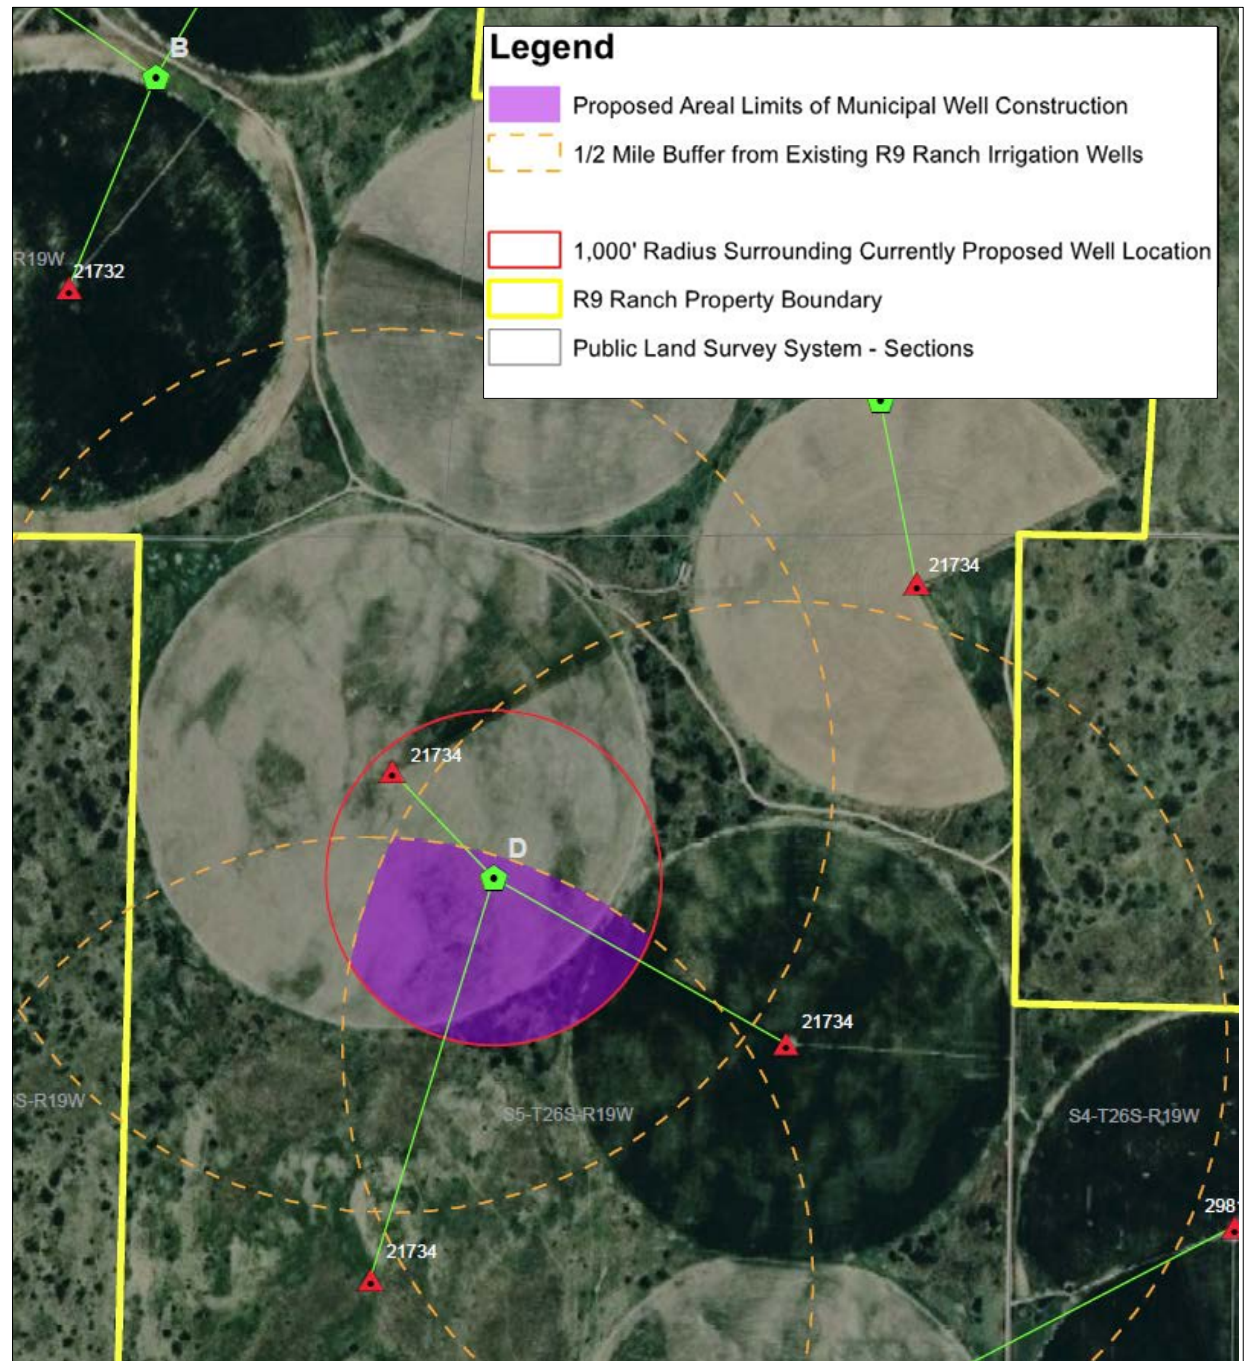 Legend
Proposed Areal Limits of Municipal Well Construction
1/2 Mile Buffer from Existing R9 Ranch Irrigation Wells
1,000' Radius Surrounding Currently Proposed Well Location
R9 Ranch Property Boundary
Public Land Survey System - Sections
B
R19W
21732
21734
21734
D
21734
S-R19W
S5-T26S-R19W
S4-T26S-R19W
298
21734